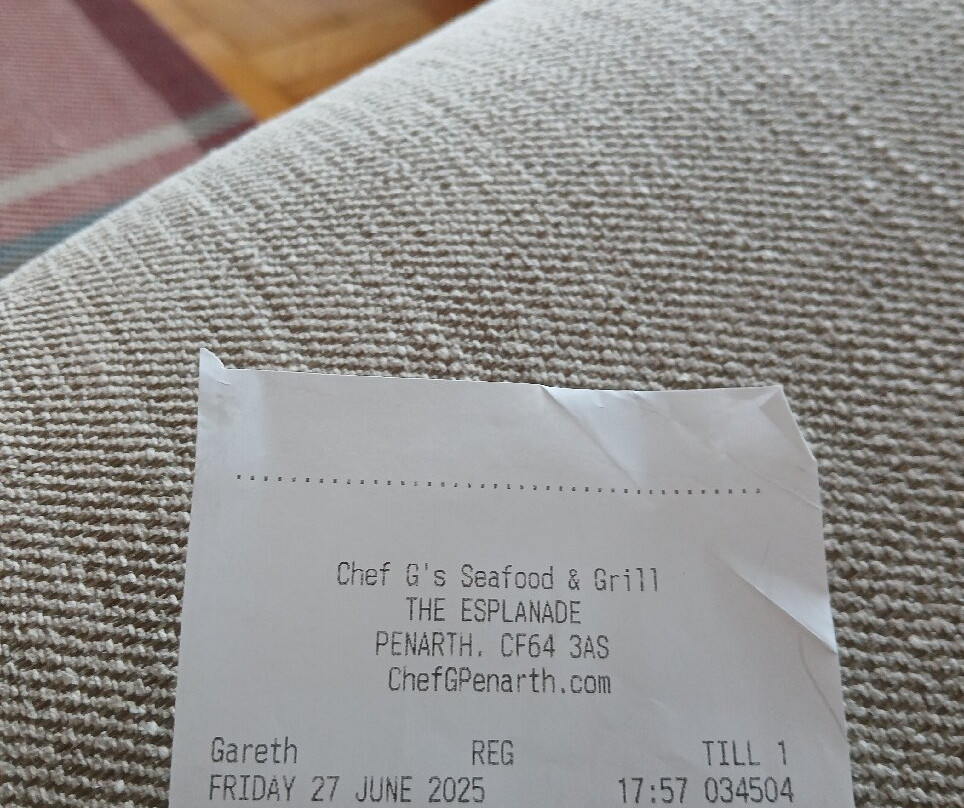 Chef G's Seafood & Grill
THE ESPLANADE
PENARTH. CF64 3AS
ChefGPenarth.com
Gareth REG TILL 1
FRIDAY 27 JUNE 2025 17:57 034504